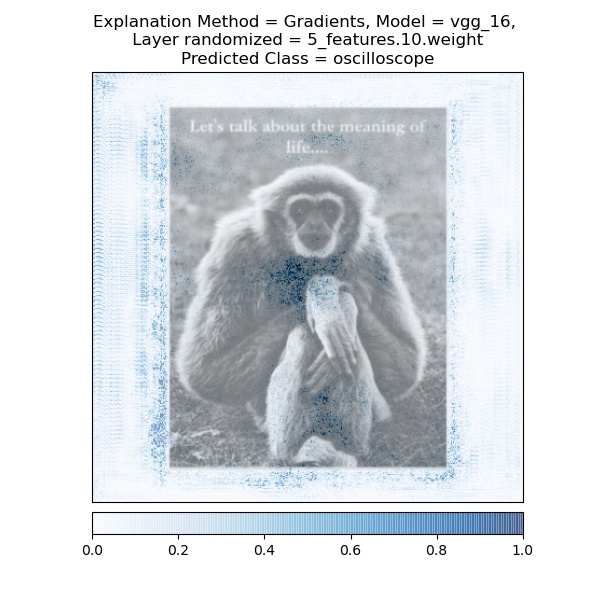 Explanation Method = Gradients, Model = vgg_16,
Layer randomized = 5_features.10.weight
Predicted Class = oscilloscope
Let's talk about the meaning of
life....
0.0 0.2 0.4 0.6 0.8 1.0